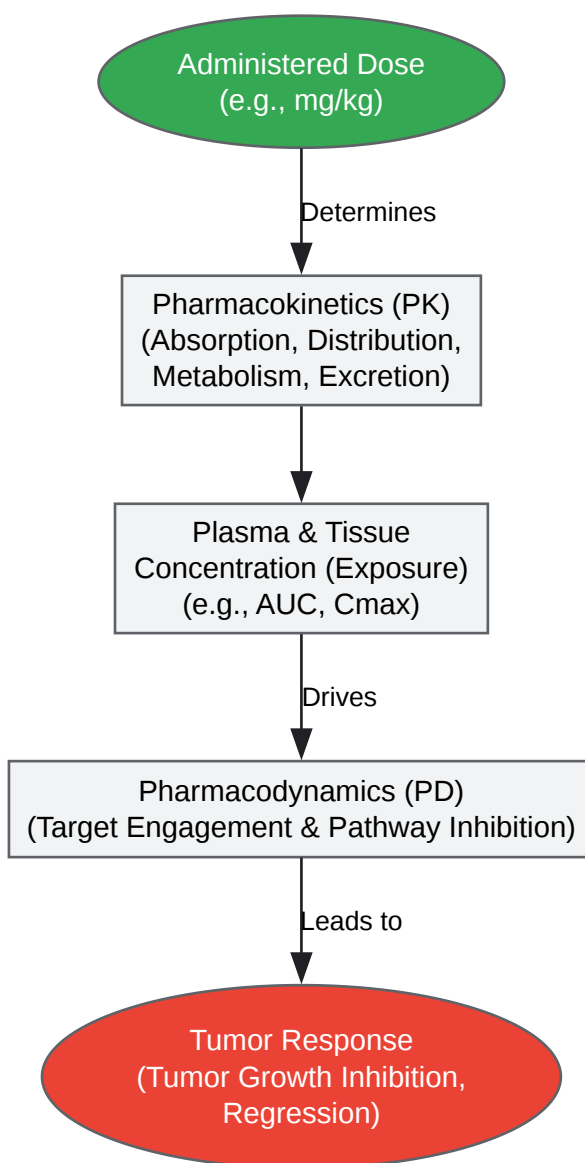 Administered Dose
(e.g., mg/kg)
Determines
Pharmacokinetics (PK)
(Absorption, Distribution,
Metabolism, Excretion)
Plasma & Tissue
Concentration (Exposure)
(e.g., AUC, Cmax)
Drives
Pharmacodynamics (PD)
(Target Engagement & Pathway Inhibition)
Leads to
Tumor Response
(Tumor Growth Inhibition,
Regression)